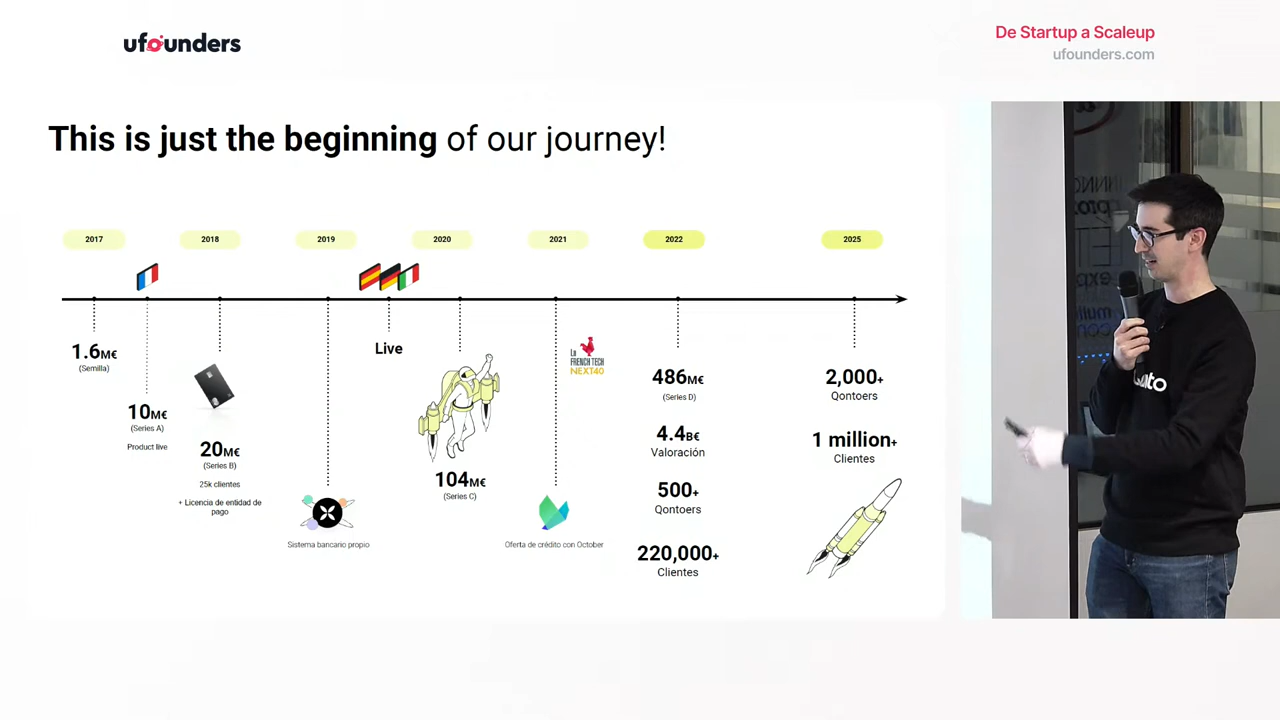 ufounders
De Startup a Scaleup
ufounders.com
This is just the beginning of our journey!
2017
2018
2019
2020
2021
2022
2025
1.6M€
(Semilla)
10M€
(Series A)
Product live
20M€
(Series B)
25k clientes
+ Licencia de entidad de
pago
Sistema bancario propio
Live
104M€
(Series C)
La
FRENCH TECH
NEXT40
Oferta de crédito con October
486M€
(Series D)
4.4B€
Valoración
500+
Qontoers
220,000+
Clientes
2,000+
Qontoers
1 million+
Clientes